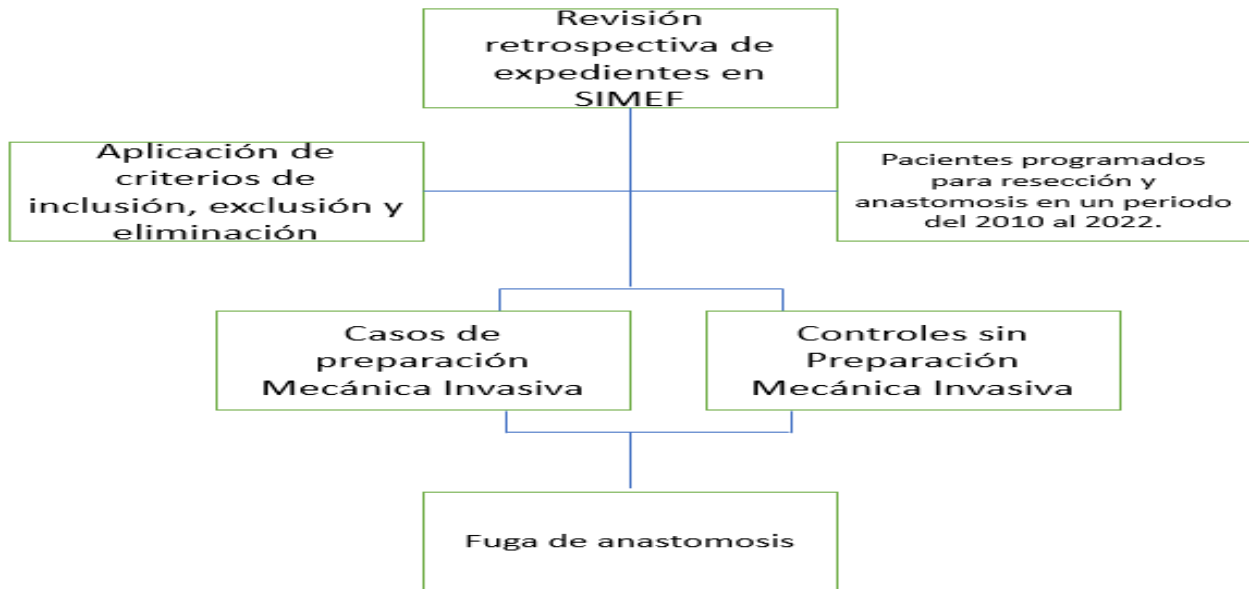 Revisión
retrospectiva de
expedientes en
SIMEF
Aplicación de
criterios de
inclusión, exclusión y
eliminación
Pacientes programados
para resección y
anastomosis en un periodo
del 2010 al 2022.
Casos de
preparación
Mecánica Invasiva
Controles sin
Preparación
Mecánica Invasiva
Fuga de anastomosis